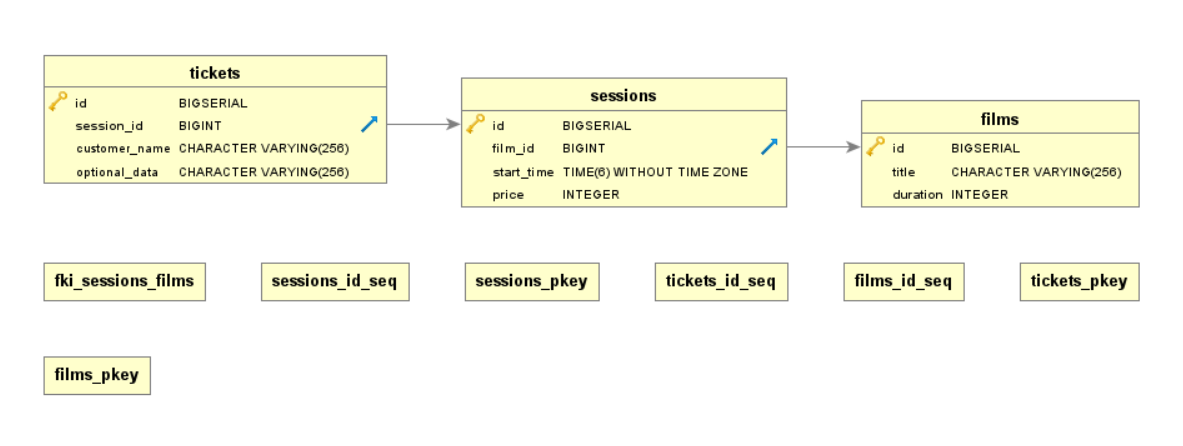 tickets
id BIGSERIAL
session_id BIGINT
customer_name CHARACTER VARYING(256)
optional_data CHARACTER VARYING(256)
sessions
id BIGSERIAL
film_id BIGINT
start_time TIME(6) WITHOUT TIME ZONE
price INTEGER
films
id BIGSERIAL
title CHARACTER VARYING(256)
duration INTEGER
fki_sessions_films
sessions_id_seq
sessions_pkey
tickets_id_seq
films_id_seq
tickets_pkey
films_pkey